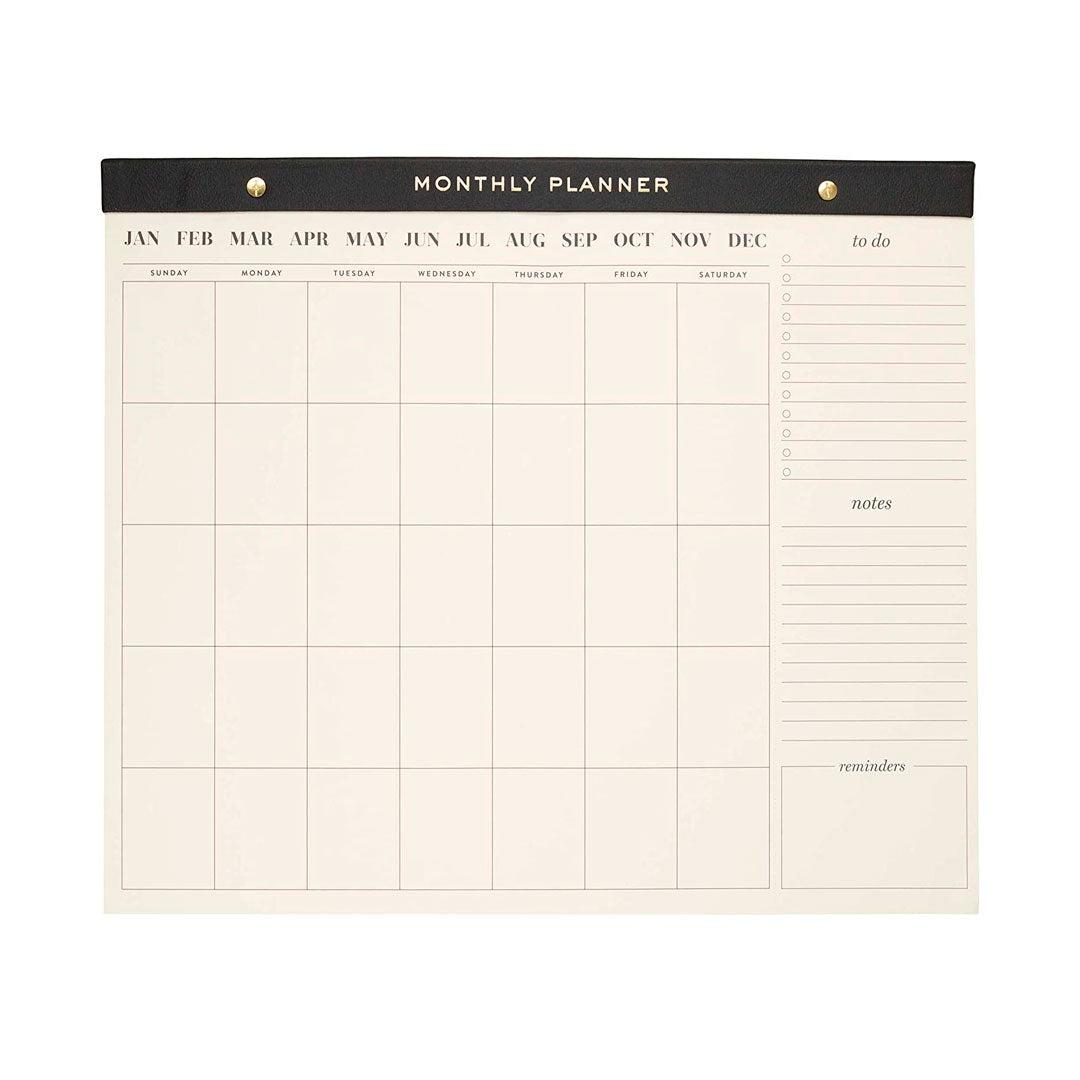 MONTHLY PLANNER
JAN FEB MAR APR MAY JUN JUL AUG SEP OCT NOV DEC
SUNDAY MONDAY TUESDAY WEDNESDAY THURSDAY FRIDAY SATURDAY
to do
notes
reminders